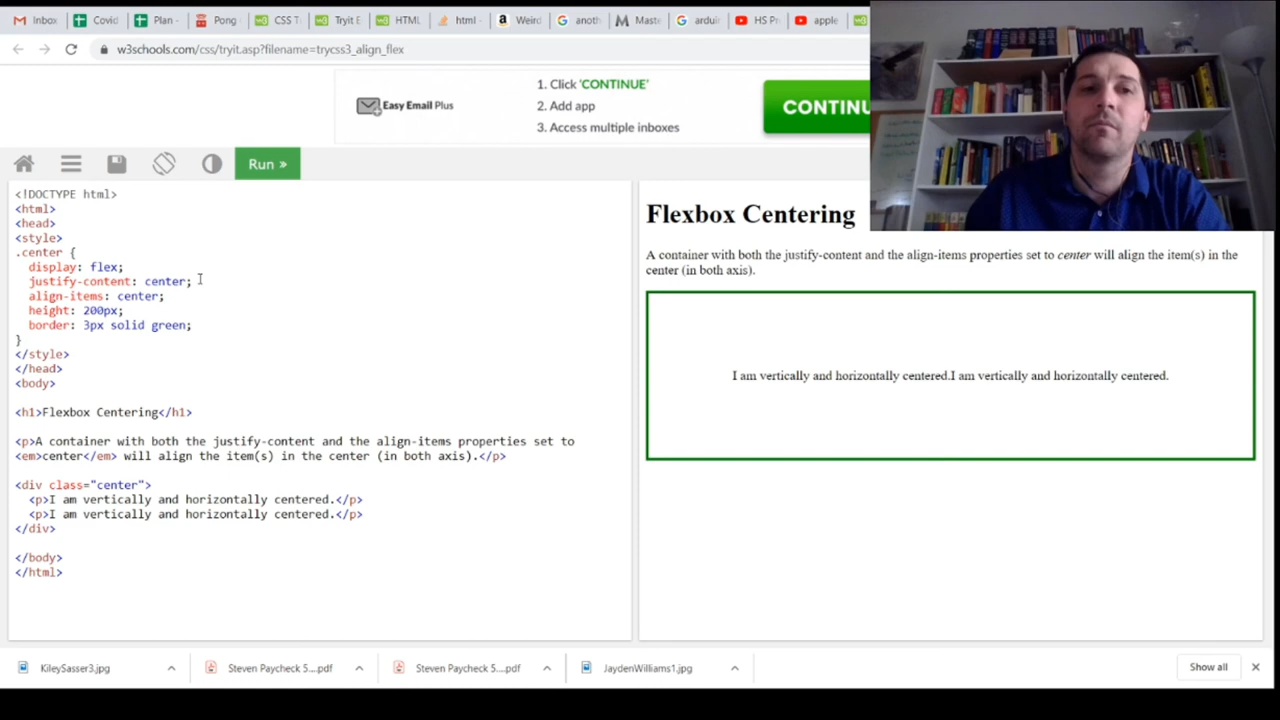 Inbox Covid Plan - Pong CSS T Tryit E HTML html - Weird anoth Maste arduin HS Pr apple
w3schools.com/css/tryit.asp?filename=trycss3_align_flex
Easy Email Plus
1. Click 'CONTINUE'
2. Add app
3. Access multiple inboxes
CONTINU
Run »
<!DOCTYPE html>
<html>
<head>
<style>
.center {
display: flex;
justify-content: center;
align-items: center;
height: 200px;
border: 3px solid green;
}
</style>
</head>
<body>
<h1>Flexbox Centering</h1>
<p>A container with both the justify-content and the align-items properties set to
<em>center</em> will align the item(s) in the center (in both axis).</p>
<div class="center">
<p>I am vertically and horizontally centered.</p>
<p>I am vertically and horizontally centered.</p>
</div>
</body>
</html>
Flexbox Centering
A container with both the justify-content and the align-items properties set to center will align the item(s) in the
center (in both axis).
I am vertically and horizontally centered.I am vertically and horizontally centered.
KileySasser3.jpg Steven Paycheck 5....pdf Steven Paycheck 5....pdf JaydenWilliams1.jpg Show all